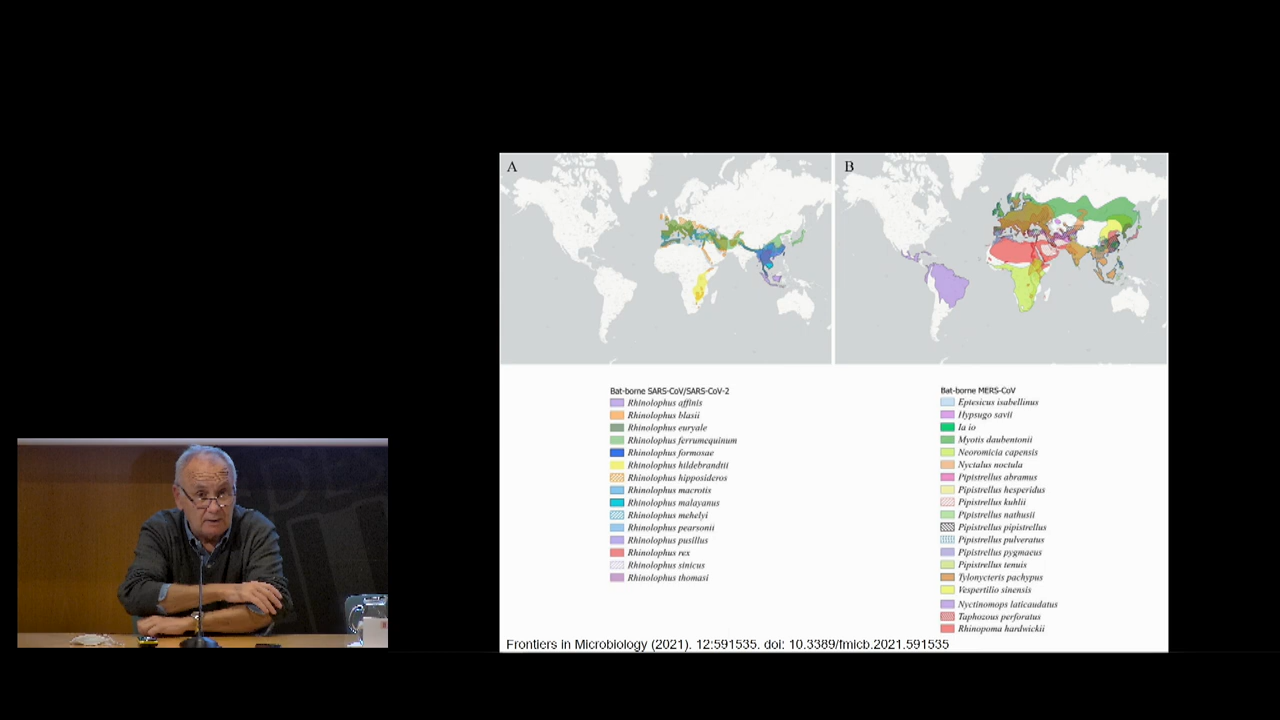 A
B
Bat-borne SARS-CoV/SARS-CoV-2
Rhinolophus affinis
Rhinolophus blasii
Rhinolophus euryale
Rhinolophus ferrumequinum
Rhinolophus formosae
Rhinolophus hildebrandtii
Rhinolophus hipposideros
Rhinolophus macrotis
Rhinolophus malayanus
Rhinolophus mehelyi
Rhinolophus pearsonii
Rhinolophus pusillus
Rhinolophus rex
Rhinolophus sinicus
Rhinolophus thomasi
Bat-borne MERS-CoV
Eptesicus isabellinus
Hypsugo savii
Ia io
Myotis daubentonii
Neoromicia capensis
Nyctalus noctula
Pipistrellus abramus
Pipistrellus hesperidus
Pipistrellus kuhlii
Pipistrellus nathusii
Pipistrellus pipistrellus
Pipistrellus pulveratus
Pipistrellus pygmaeus
Pipistrellus tenuis
Tylonycteris pachypus
Vespertilio sinensis
Nyctinomops laticaudatus
Taphozous perforatus
Rhinopoma hardwickii
Frontiers in Microbiology (2021). 12:591535. doi: 10.3389/fmicb.2021.591535